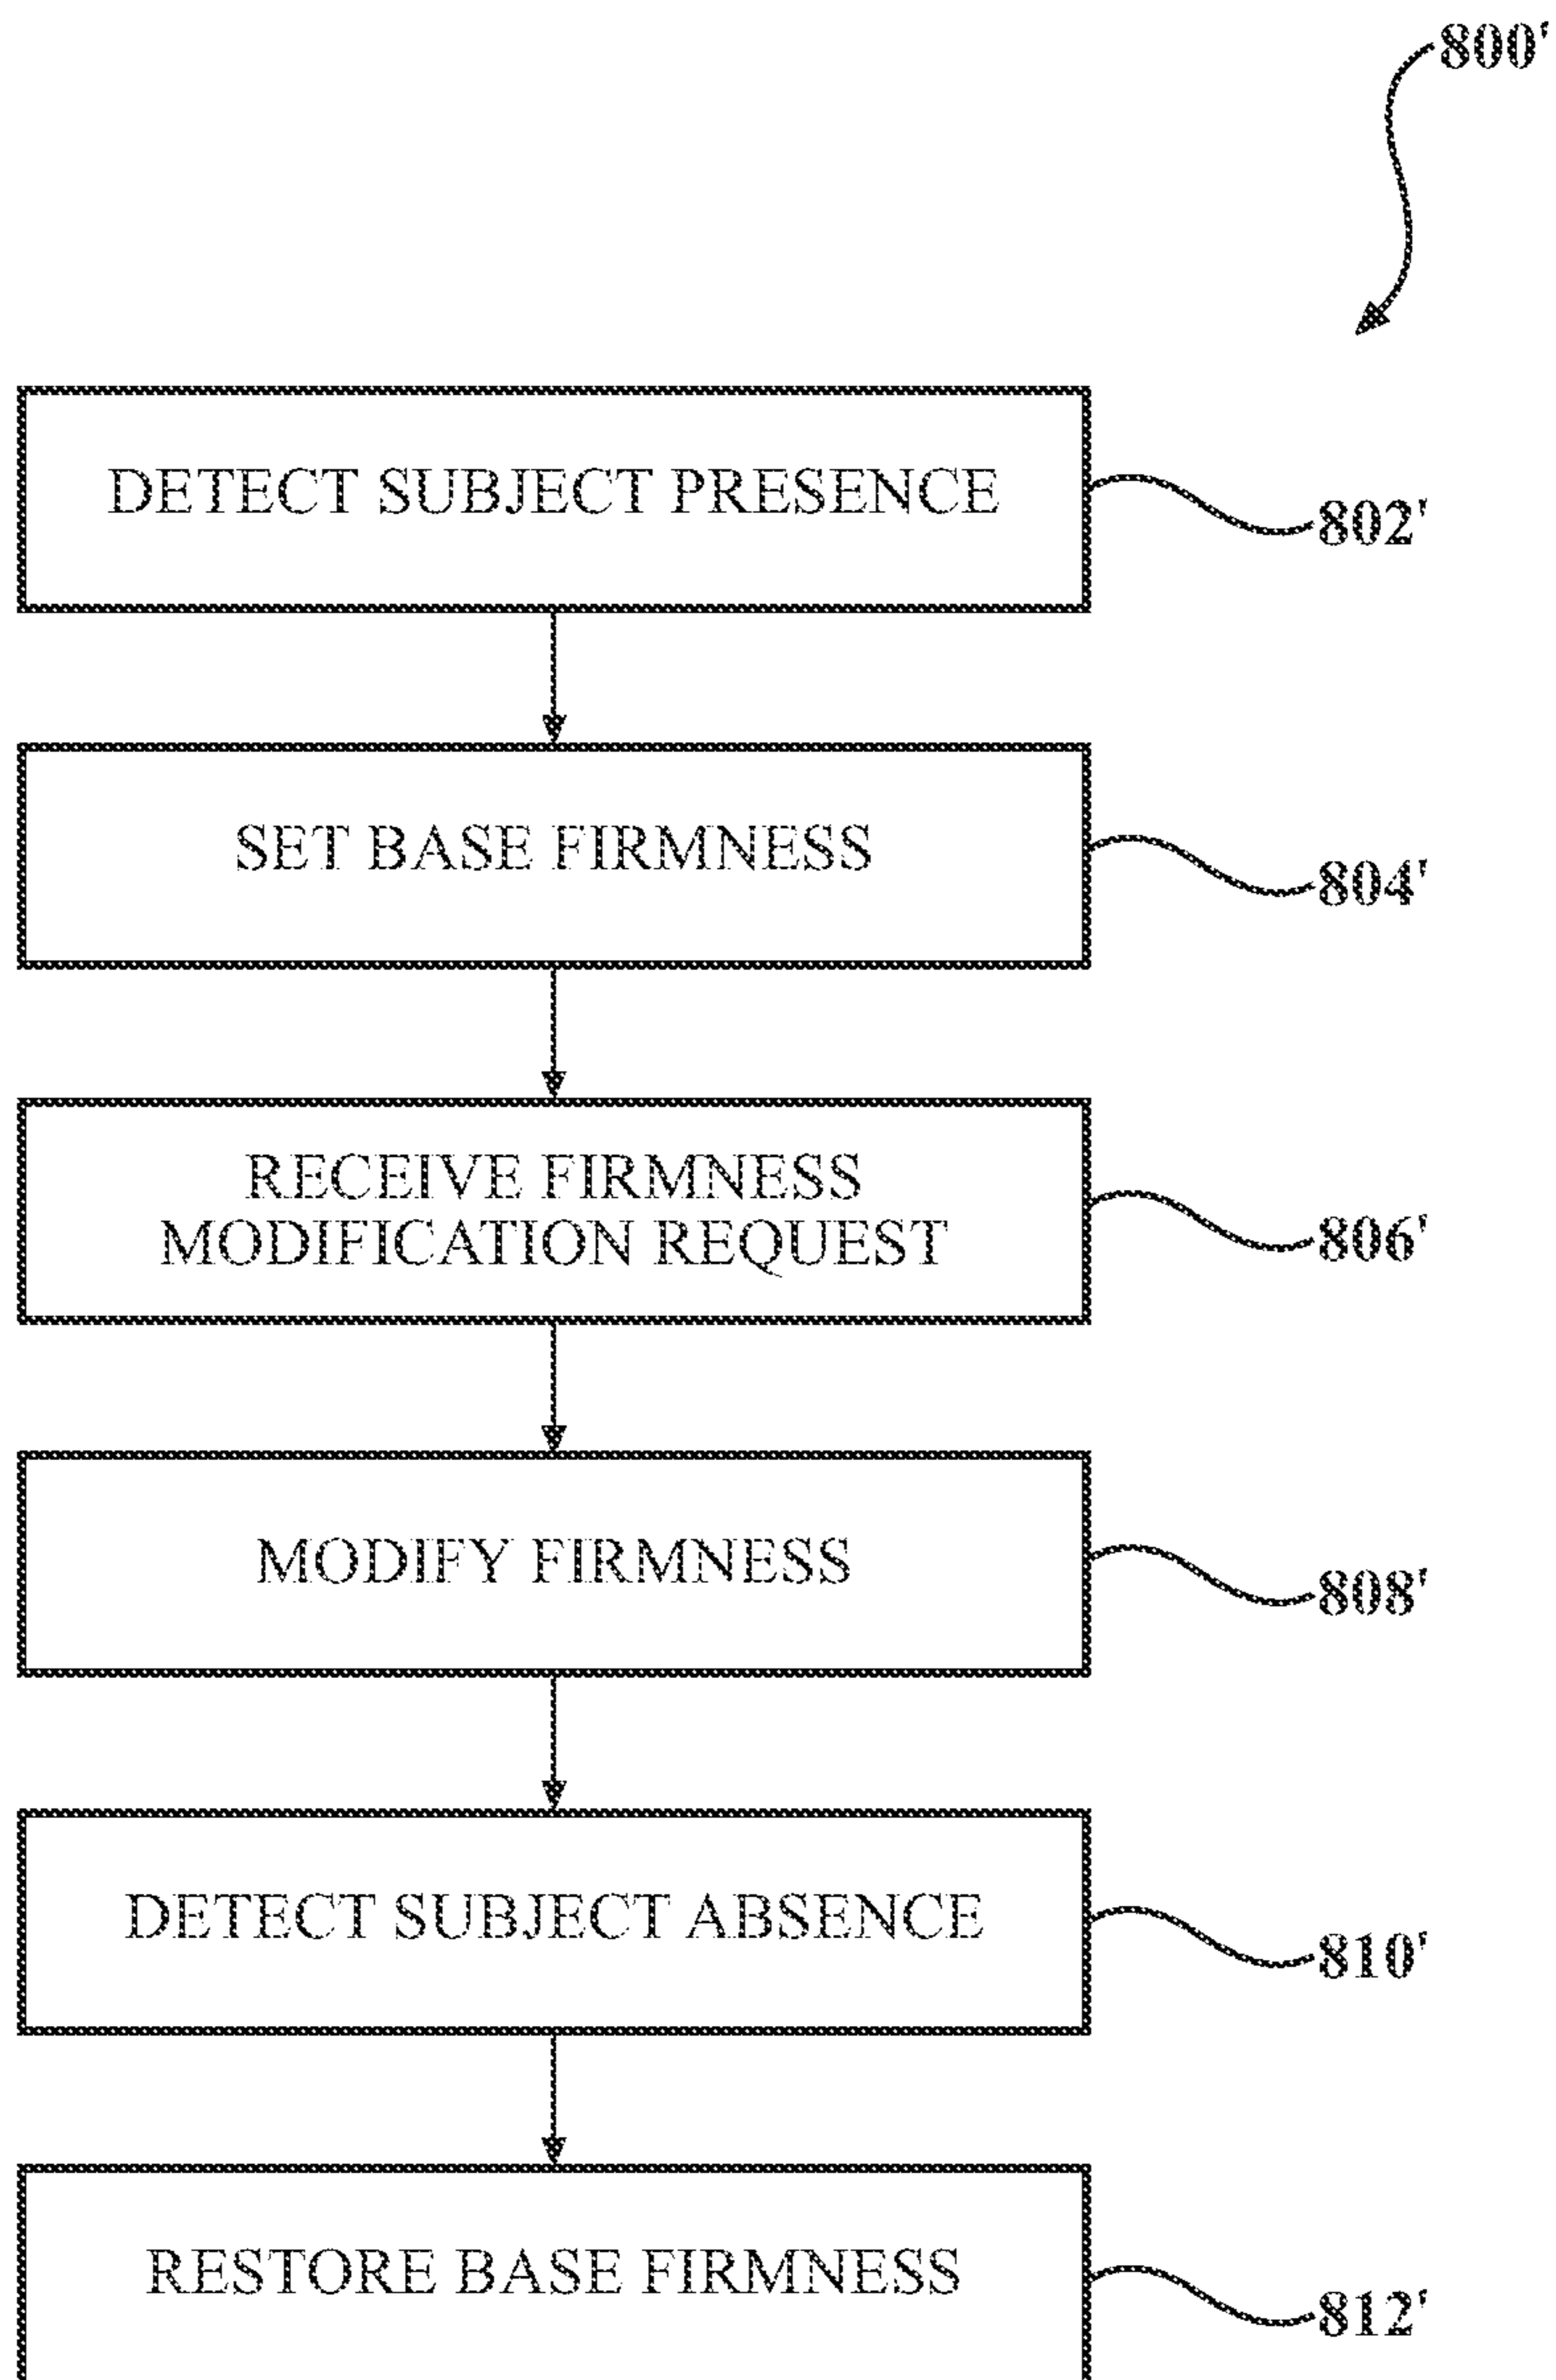 800'
DETECT SUBJECT PRESENCE
802'
SET BASE FIRMNESS
804'
RECEIVE FIRMNESS
MODIFICATION REQUEST
806'
MODIFY FIRMNESS
808'
DETECT SUBJECT ABSENCE
810'
RESTORE BASE FIRMNESS
812'